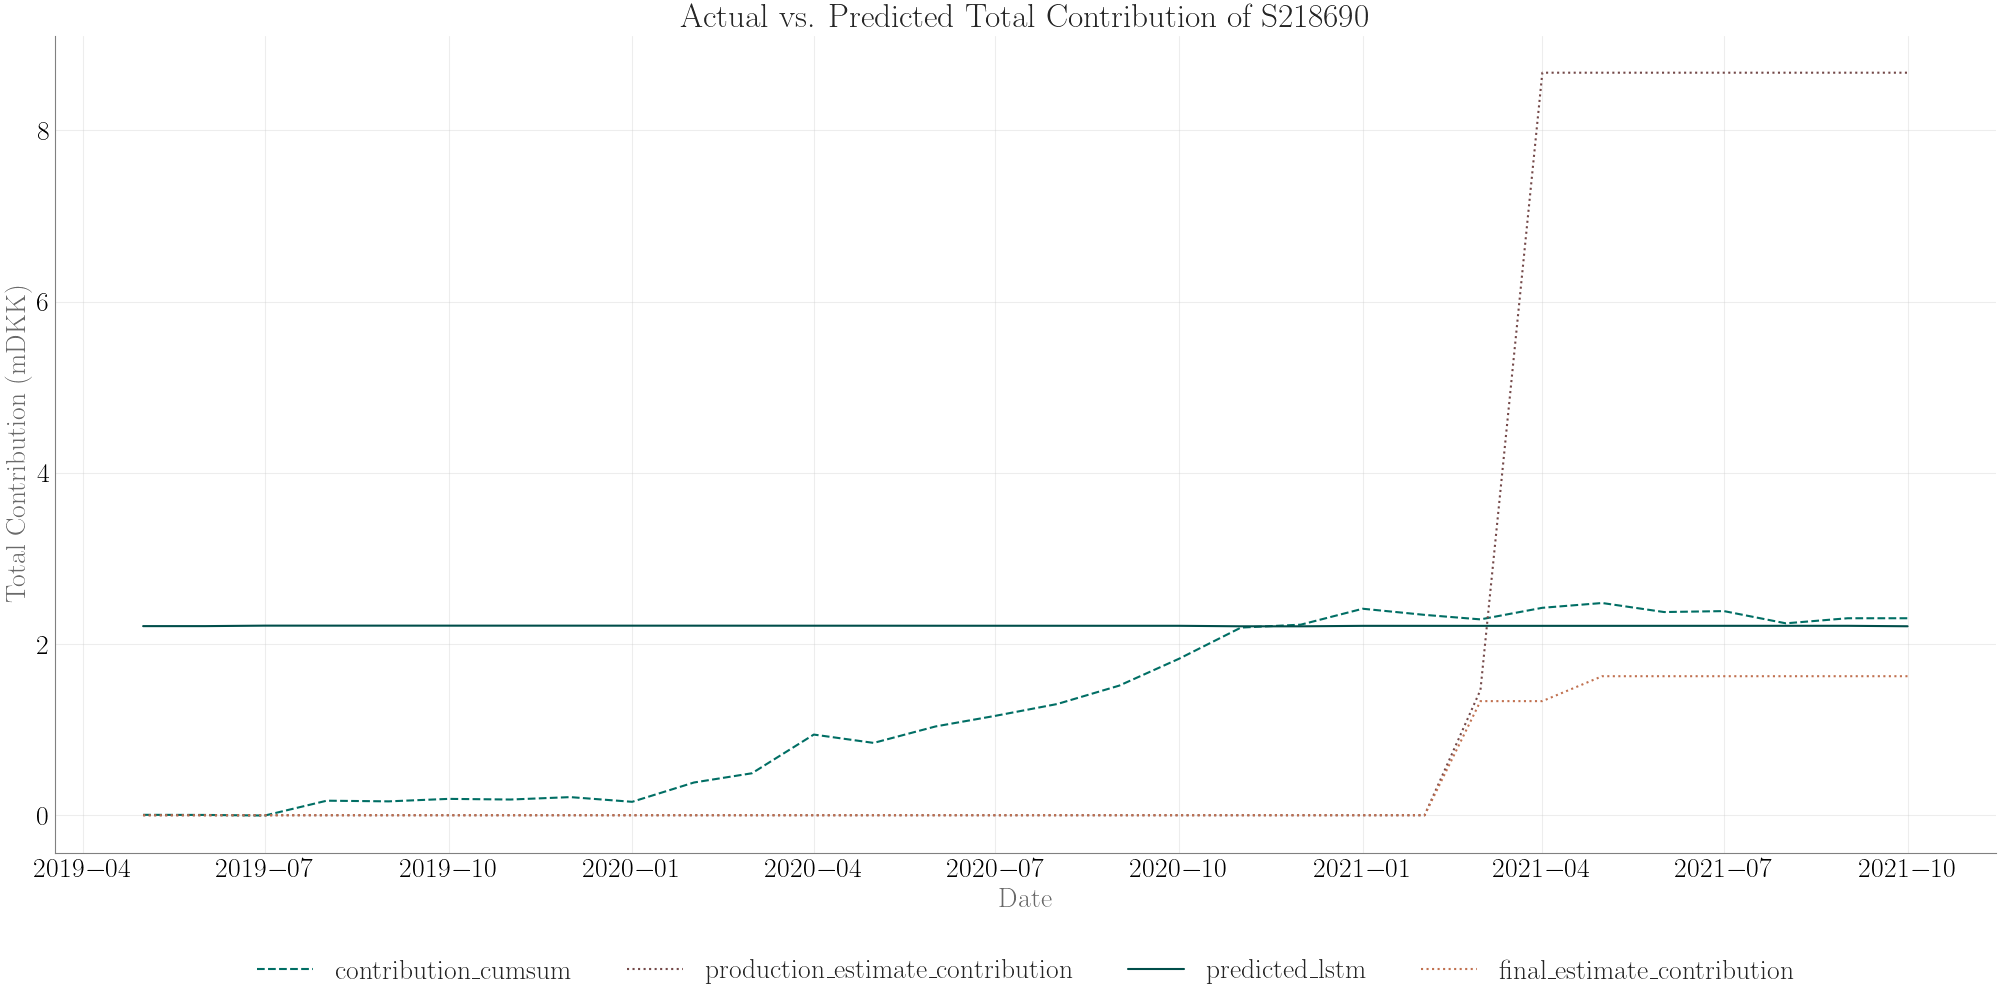 Actual vs. Predicted Total Contribution of S218690
Total Contribution (mDKK)
8
6
4
2
0
2019−04 2019−07 2019−10 2020−01 2020−04 2020−07 2020−10 2021−01 2021−04 2021−07 2021−10
Date
contribution_cumsum production_estimate_contribution predicted_lstm final_estimate_contribution